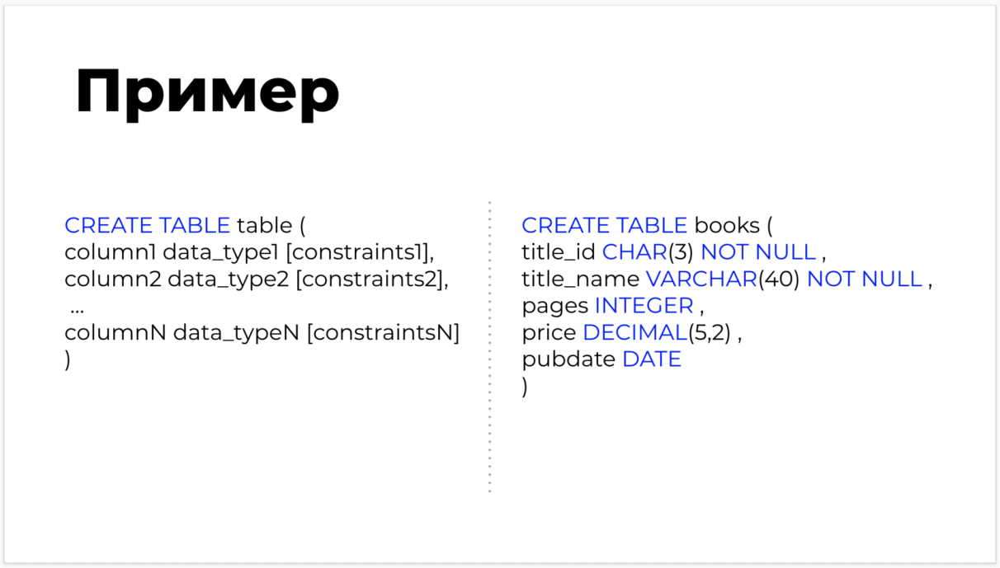 Пример
CREATE TABLE table (
column1 data_type1 [constraints1],
column2 data_type2 [constraints2],
...
columnN data_typeN [constraintsN]
)
CREATE TABLE books (
title_id CHAR(3) NOT NULL ,
title_name VARCHAR(40) NOT NULL ,
pages INTEGER ,
price DECIMAL(5,2) ,
pubdate DATE
)